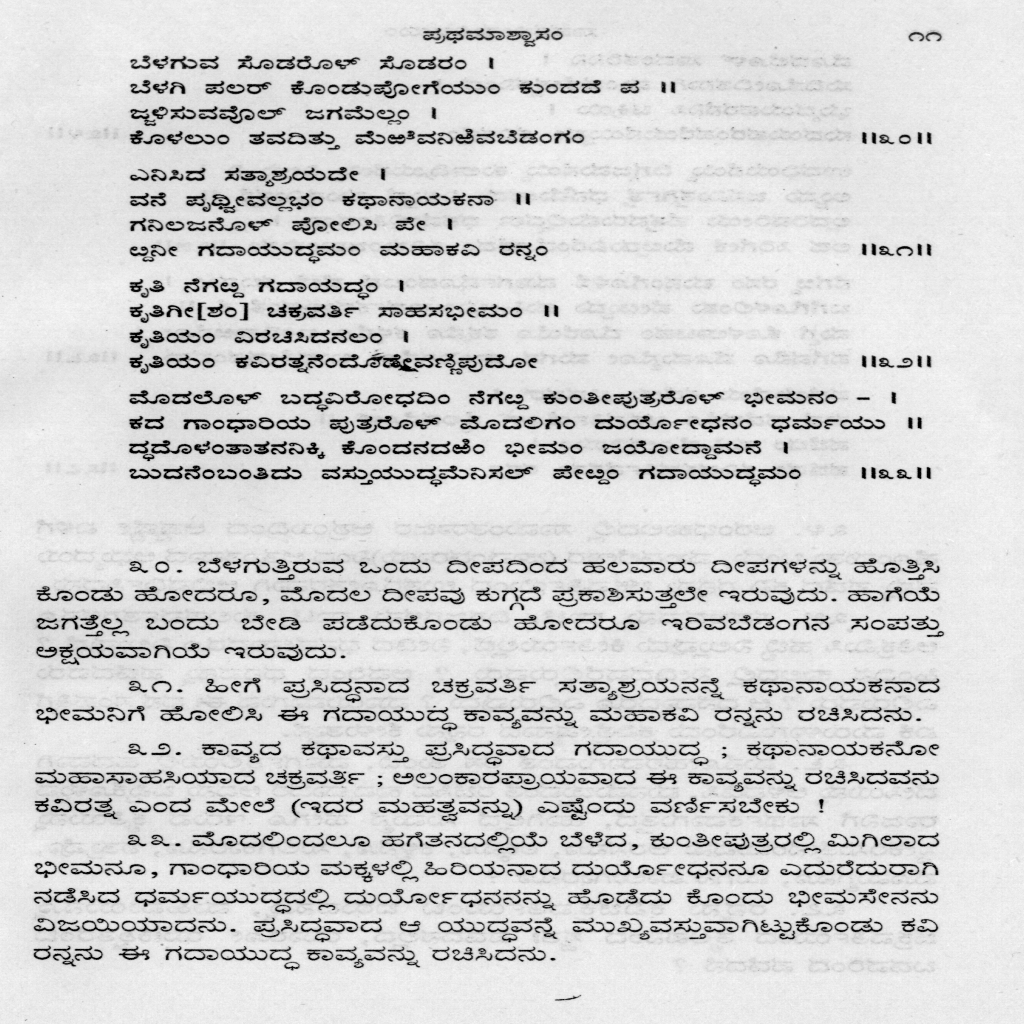 ಪ್ರಥಮಾಶ್ವಾಸಂ ೧೧
ಬೆಳಗುವ ಸೊಡರೊಳ್ ಸೊಡರಂ ।
ಬೆಳಗಿ ಪಲರ್ ಕೊಂಡುಪೋಗೆಯುಂ ಕುಂದದೆ ಪ ॥
ಜ್ಜಳಿಸುವವೊಲ್ ಜಗಮೆಲ್ಲಂ ।
ಕೊಳಲುಂ ತವದಿತ್ತು ಮೆಱೆವನಿಱಿವಬೆಡಂಗಂ ॥೩೦॥
ಎನಿಸಿದ ಸತ್ಯಾಶ್ರಯದೇ ।
ವನೆ ಪೃಥ್ವೀವಲ್ಲಭಂ ಕಥಾನಾಯಕನಾ ॥
ಗನಿಲಜನೊಳ್ ಪೋಲಿಸಿ ಪೇ ।
ೞ್ದನೀ ಗದಾಯುದ್ಧಮಂ ಮಹಾಕವಿ ರನ್ನಂ ॥೩೧॥
ಕೃತಿ ನೆಗೞ್ದ ಗದಾಯದ್ಧಂ ।
ಕೃತಿಗೀ[ಶಂ] ಚಕ್ರವರ್ತಿ ಸಾಹಸಭೀಮಂ ॥
ಕೃತಿಯಂ ವಿರಚಿಸಿದನಲಂ ।
ಕೃತಿಯಂ ಕವಿರತ್ನನೆಂದೊಡೇವಣ್ಣಿಪುದೋ ॥೩೨॥
ಮೊದಲೊಳ್ ಬದ್ಧವಿರೋಧದಿಂ ನೆಗೞ್ದ ಕುಂತೀಪುತ್ರರೊಳ್ ಭೀಮನಂ – ।
ಕದ ಗಾಂಧಾರಿಯ ಪುತ್ರರೊಳ್ ಮೊದಲಿಗಂ ದುರ್ಯೋಧನಂ ಧರ್ಮಯು ॥
ದ್ಧದೊಳಂತಾತನನಿಕ್ಕಿ ಕೊಂದನದಱಿಂ ಭೀಮಂ ಜಯೋದ್ದಾಮನೆ ।
ಬುದನೆಂಬಂತಿದು ವಸ್ತುಯುದ್ಧಮೆನಿಸಲ್ ಪೇೞ್ದಂ ಗದಾಯುದ್ಧಮಂ ॥೩೩॥
೩೦. ಬೆಳಗುತ್ತಿರುವ ಒಂದು ದೀಪದಿಂದ ಹಲವಾರು ದೀಪಗಳನ್ನು ಹೊತ್ತಿಸಿ
ಕೊಂಡು ಹೋದರೂ, ಮೊದಲ ದೀಪವು ಕುಗ್ಗದೆ ಪ್ರಕಾಶಿಸುತ್ತಲೇ ಇರುವುದು. ಹಾಗೆಯೆ
ಜಗತ್ತೆಲ್ಲ ಬಂದು ಬೇಡಿ ಪಡೆದುಕೊಂಡು ಹೋದರೂ ಇರಿವಬೆಡಂಗನ ಸಂಪತ್ತು
ಅಕ್ಷಯವಾಗಿಯೆ ಇರುವುದು.
೩೧. ಹೀಗೆ ಪ್ರಸಿದ್ಧನಾದ ಚಕ್ರವರ್ತಿ ಸತ್ಯಾಶ್ರಯನನ್ನೆ ಕಥಾನಾಯಕನಾದ
ಭೀಮನಿಗೆ ಹೋಲಿಸಿ ಈ ಗದಾಯುದ್ಧ ಕಾವ್ಯವನ್ನು ಮಹಾಕವಿ ರನ್ನನು ರಚಿಸಿದನು.
೩೨. ಕಾವ್ಯದ ಕಥಾವಸ್ತು ಪ್ರಸಿದ್ಧವಾದ ಗದಾಯುದ್ಧ ; ಕಥಾನಾಯಕನೋ
ಮಹಾಸಾಹಸಿಯಾದ ಚಕ್ರವರ್ತಿ ; ಅಲಂಕಾರಪ್ರಾಯವಾದ ಈ ಕಾವ್ಯವನ್ನು ರಚಿಸಿದವನು
ಕವಿರತ್ನ ಎಂದ ಮೇಲೆ (ಇದರ ಮಹತ್ವವನ್ನು) ಎಷ್ಟೆಂದು ವರ್ಣಿಸಬೇಕು !
೩೩. ಮೊದಲಿಂದಲೂ ಹಗೆತನದಲ್ಲಿಯೆ ಬೆಳೆದ, ಕುಂತೀಪುತ್ರರಲ್ಲಿ ಮಿಗಿಲಾದ
ಭೀಮನೂ, ಗಾಂಧಾರಿಯ ಮಕ್ಕಳಲ್ಲಿ ಹಿರಿಯನಾದ ದುರ್ಯೋಧನನೂ ಎದುರೆದುರಾಗಿ
ನಡೆಸಿದ ಧರ್ಮಯುದ್ಧದಲ್ಲಿ ದುರ್ಯೋಧನನನ್ನು ಹೊಡೆದು ಕೊಂದು ಭೀಮಸೇನನು
ವಿಜಯಿಯಾದನು. ಪ್ರಸಿದ್ಧವಾದ ಆ ಯುದ್ಧವನ್ನೆ ಮುಖ್ಯವಸ್ತುವಾಗಿಟ್ಟುಕೊಂಡು ಕವಿ
ರನ್ನನು ಈ ಗದಾಯುದ್ಧ ಕಾವ್ಯವನ್ನು ರಚಿಸಿದನು.